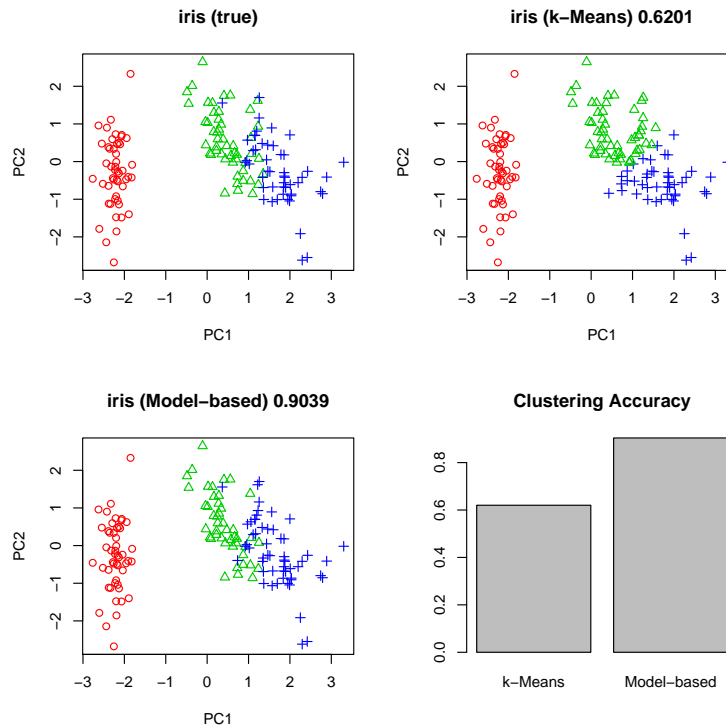 iris (true)
PC2
2
1
0
−1
−2
−3 −2 −1 0 1 2 3
PC1
iris (k−Means) 0.6201
PC2
2
1
0
−1
−2
−3 −2 −1 0 1 2 3
PC1
iris (Model−based) 0.9039
PC2
2
1
0
−1
−2
−3 −2 −1 0 1 2 3
PC1
Clustering Accuracy
0.8
0.6
0.4
0.2
0.0
k−Means Model−based